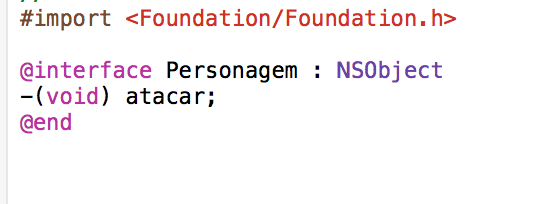 #import <Foundation/Foundation.h>
@interface Personagem : NSObject
-(void) atacar;
@end